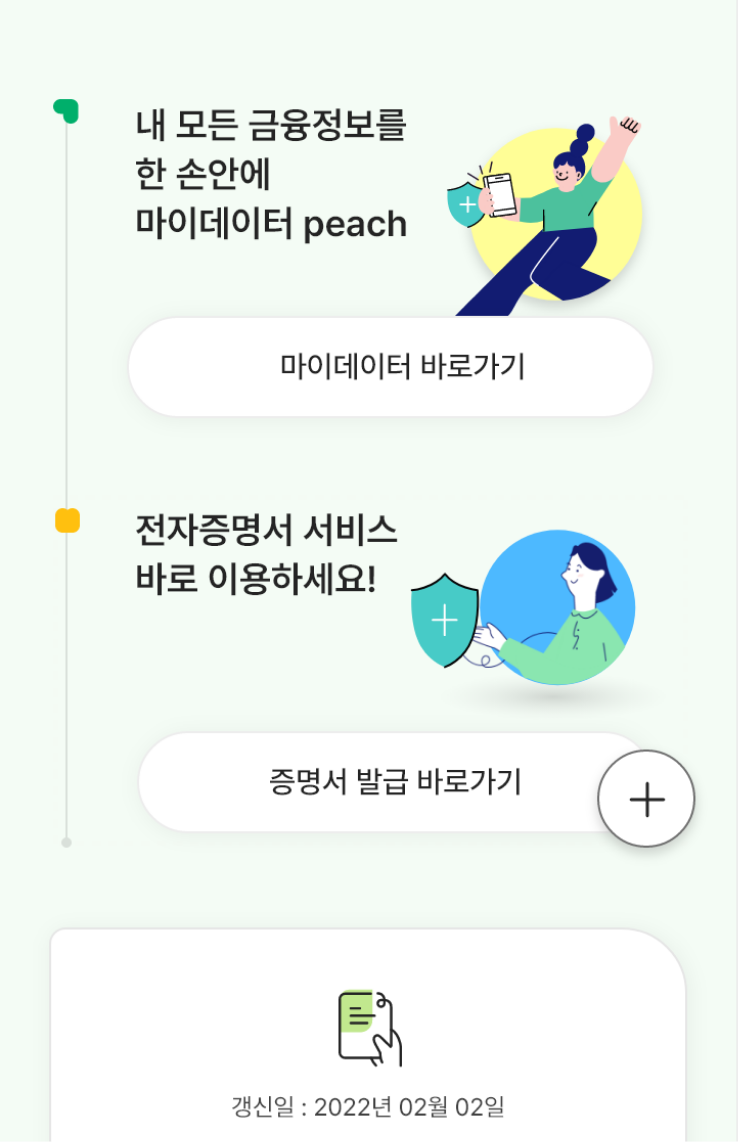 내 모든 금융정보를
한 손안에
마이데이터 peach
마이데이터 바로가기
전자증명서 서비스
바로 이용하세요!
증명서 발급 바로가기
갱신일 : 2022년 02월 02일